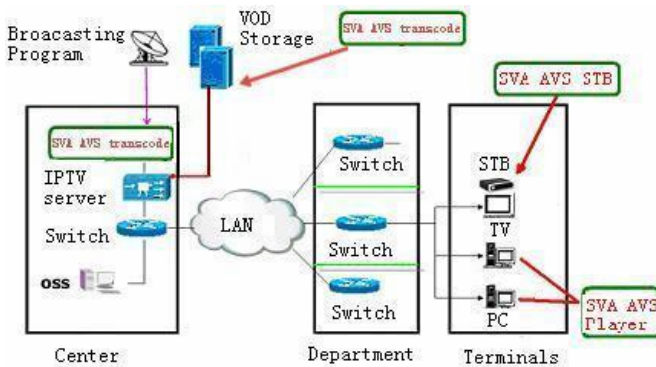 Brocasting
Program
VOD
Storage
SVA AVS transcode
SVA AVS STB
SVA AVS transcode
IPTV
server
Switch
OSS
LAN
Switch
Switch
Switch
STB
TV
PC
SVA AVS
Player
Center
Department
Terminals